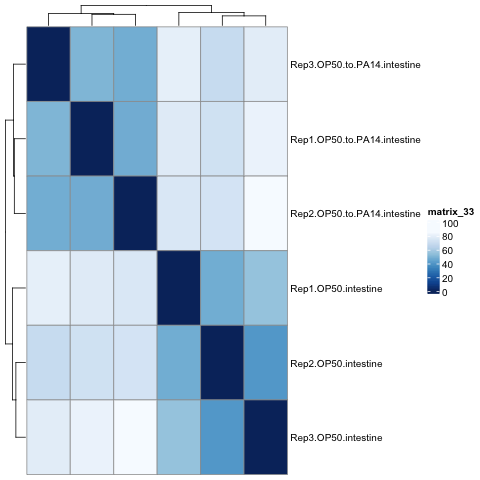 Rep3.OP50.to.PA14.intestine
Rep1.OP50.to.PA14.intestine
Rep2.OP50.to.PA14.intestine
Rep1.OP50.intestine
Rep2.OP50.intestine
Rep3.OP50.intestine
matrix_33
100
80
60
40
20
0